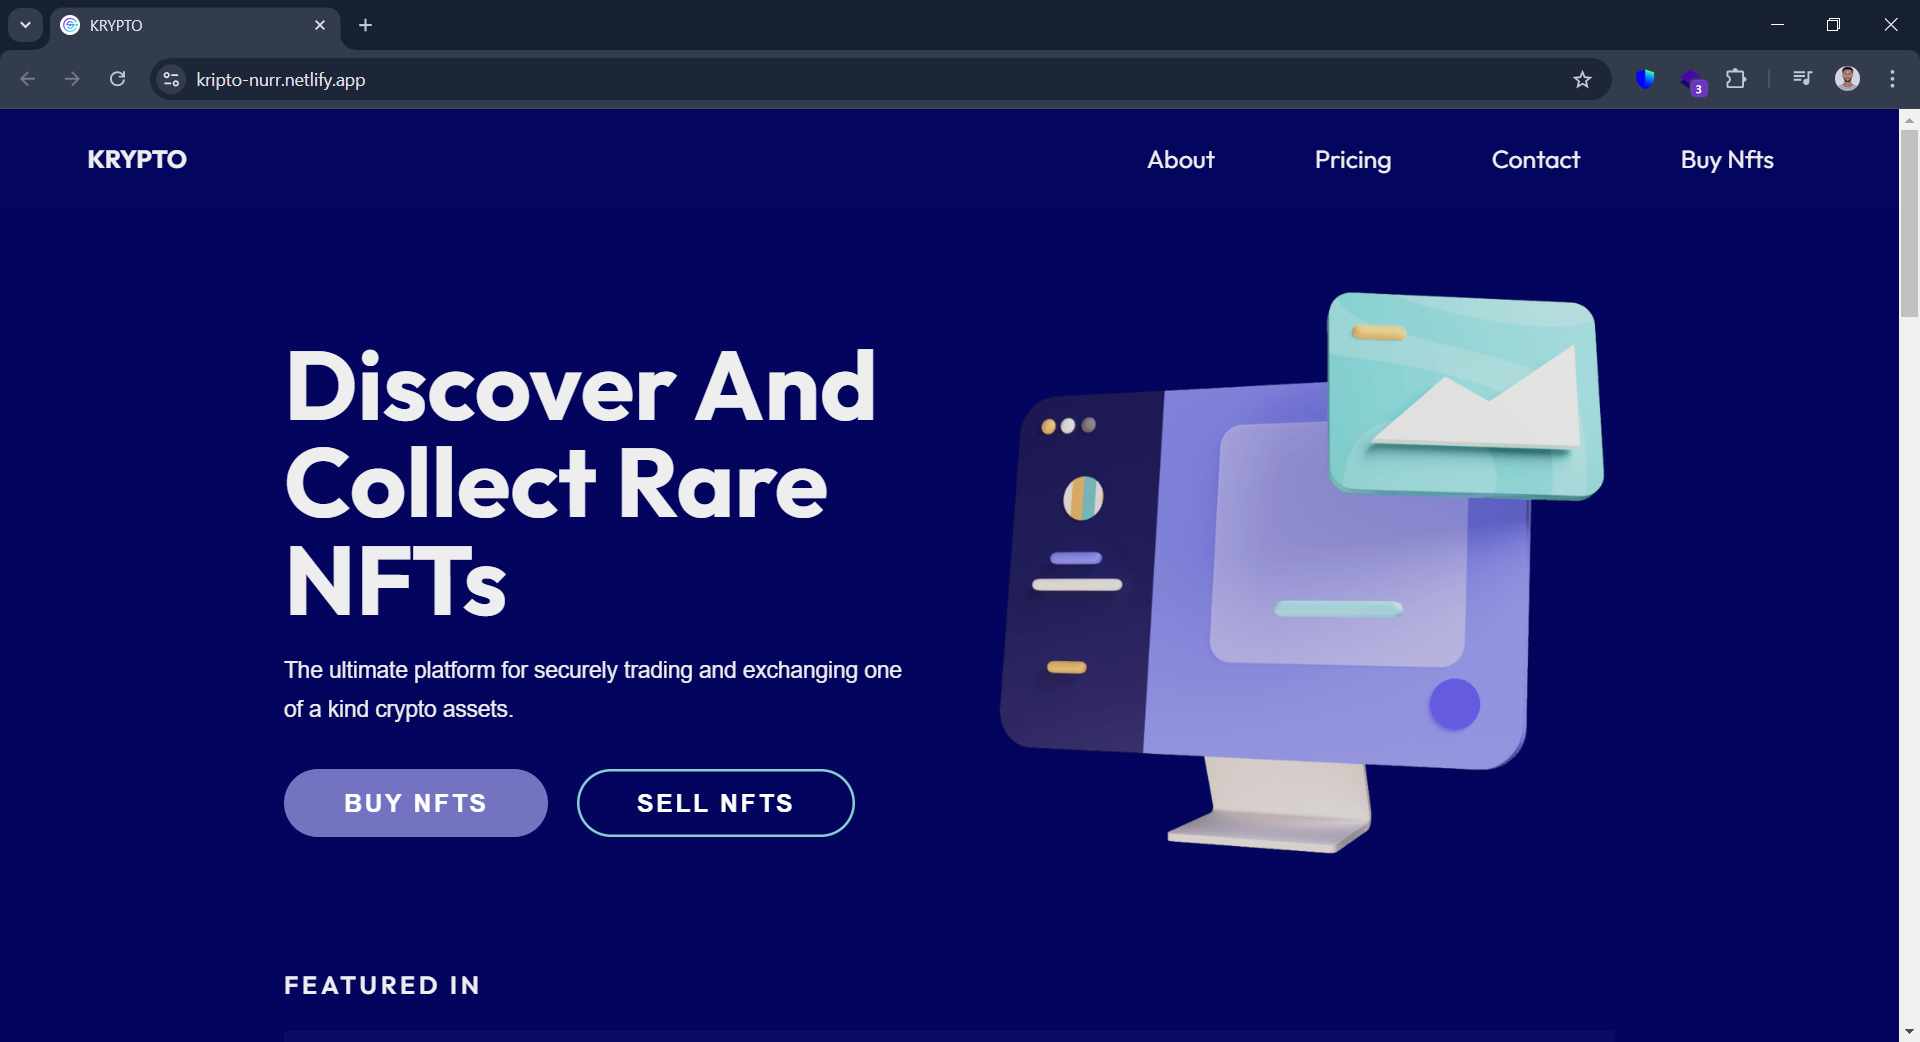 KRYPTO
kripto-nurr.netlify.app
3
KRYPTO
About
Pricing
Contact
Buy Nfts
Discover And
Collect Rare
NFTs
The ultimate platform for securely trading and exchanging one
of a kind crypto assets.
BUY NFTS
SELL NFTS
FEATURED IN